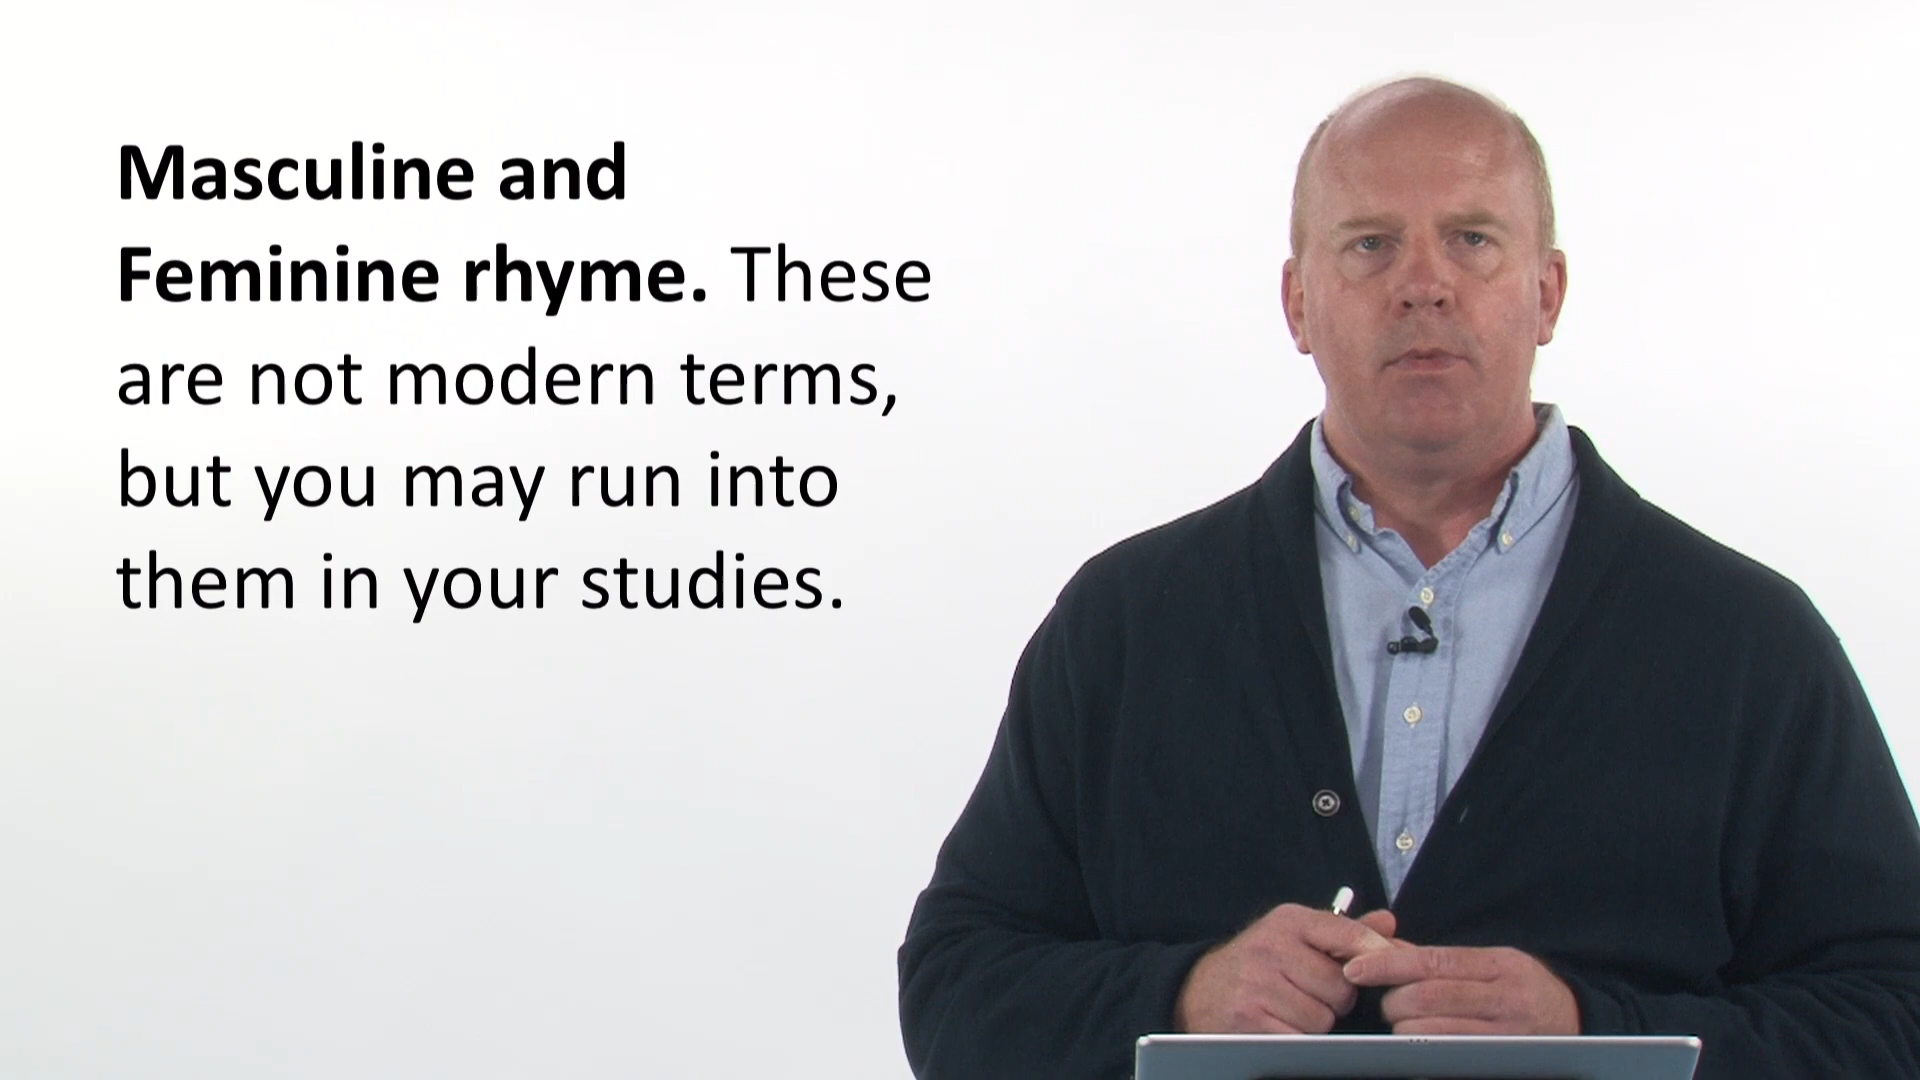 Masculine and
Feminine rhyme. These
are not modern terms,
but you may run into
them in your studies.